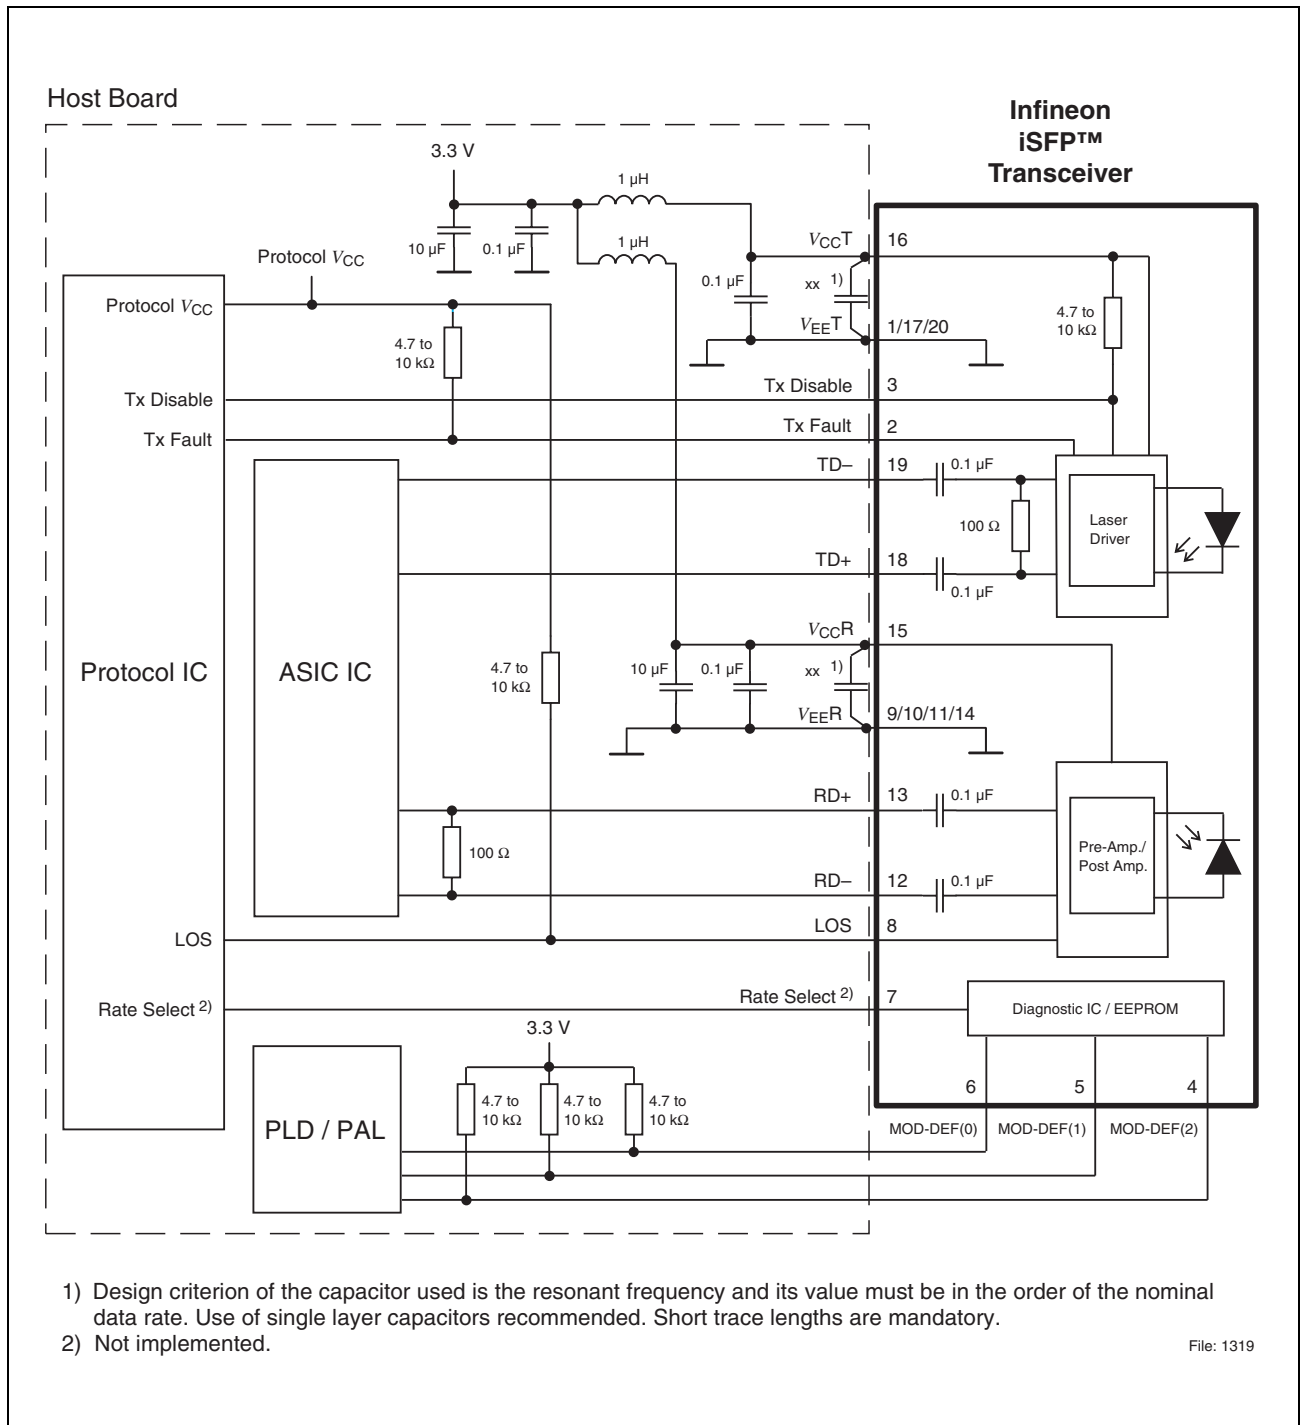 Host Board
Infineon
iSFP™
Transceiver
3.3 V
1 µH
10 µF
0.1 µF
1 µH
VCCT
16
Protocol VCC
0.1 µF
xx 1)
Protocol VCC
4.7 to
10 kΩ
4.7 to
10 kΩ
VEET
1/17/20
Tx Disable
Tx Disable
3
Tx Fault
Tx Fault
2
TD–
19
0.1 µF
100 Ω
Laser
Driver
TD+
18
0.1 µF
VCCR
15
Protocol IC
ASIC IC
4.7 to
10 kΩ
10 µF
0.1 µF
xx 1)
VEER
9/10/11/14
RD+
13
0.1 µF
100 Ω
Pre-Amp./
Post Amp.
RD–
12
0.1 µF
LOS
LOS
8
Rate Select 2)
Rate Select 2)
7
Diagnostic IC / EEPROM
3.3 V
6
5
4
4.7 to
10 kΩ
4.7 to
10 kΩ
4.7 to
10 kΩ
PLD / PAL
MOD-DEF(0)
MOD-DEF(1)
MOD-DEF(2)
1) Design criterion of the capacitor used is the resonant frequency and its value must be in the order of the nominal
data rate. Use of single layer capacitors recommended. Short trace lengths are mandatory.
2) Not implemented.
File: 1319